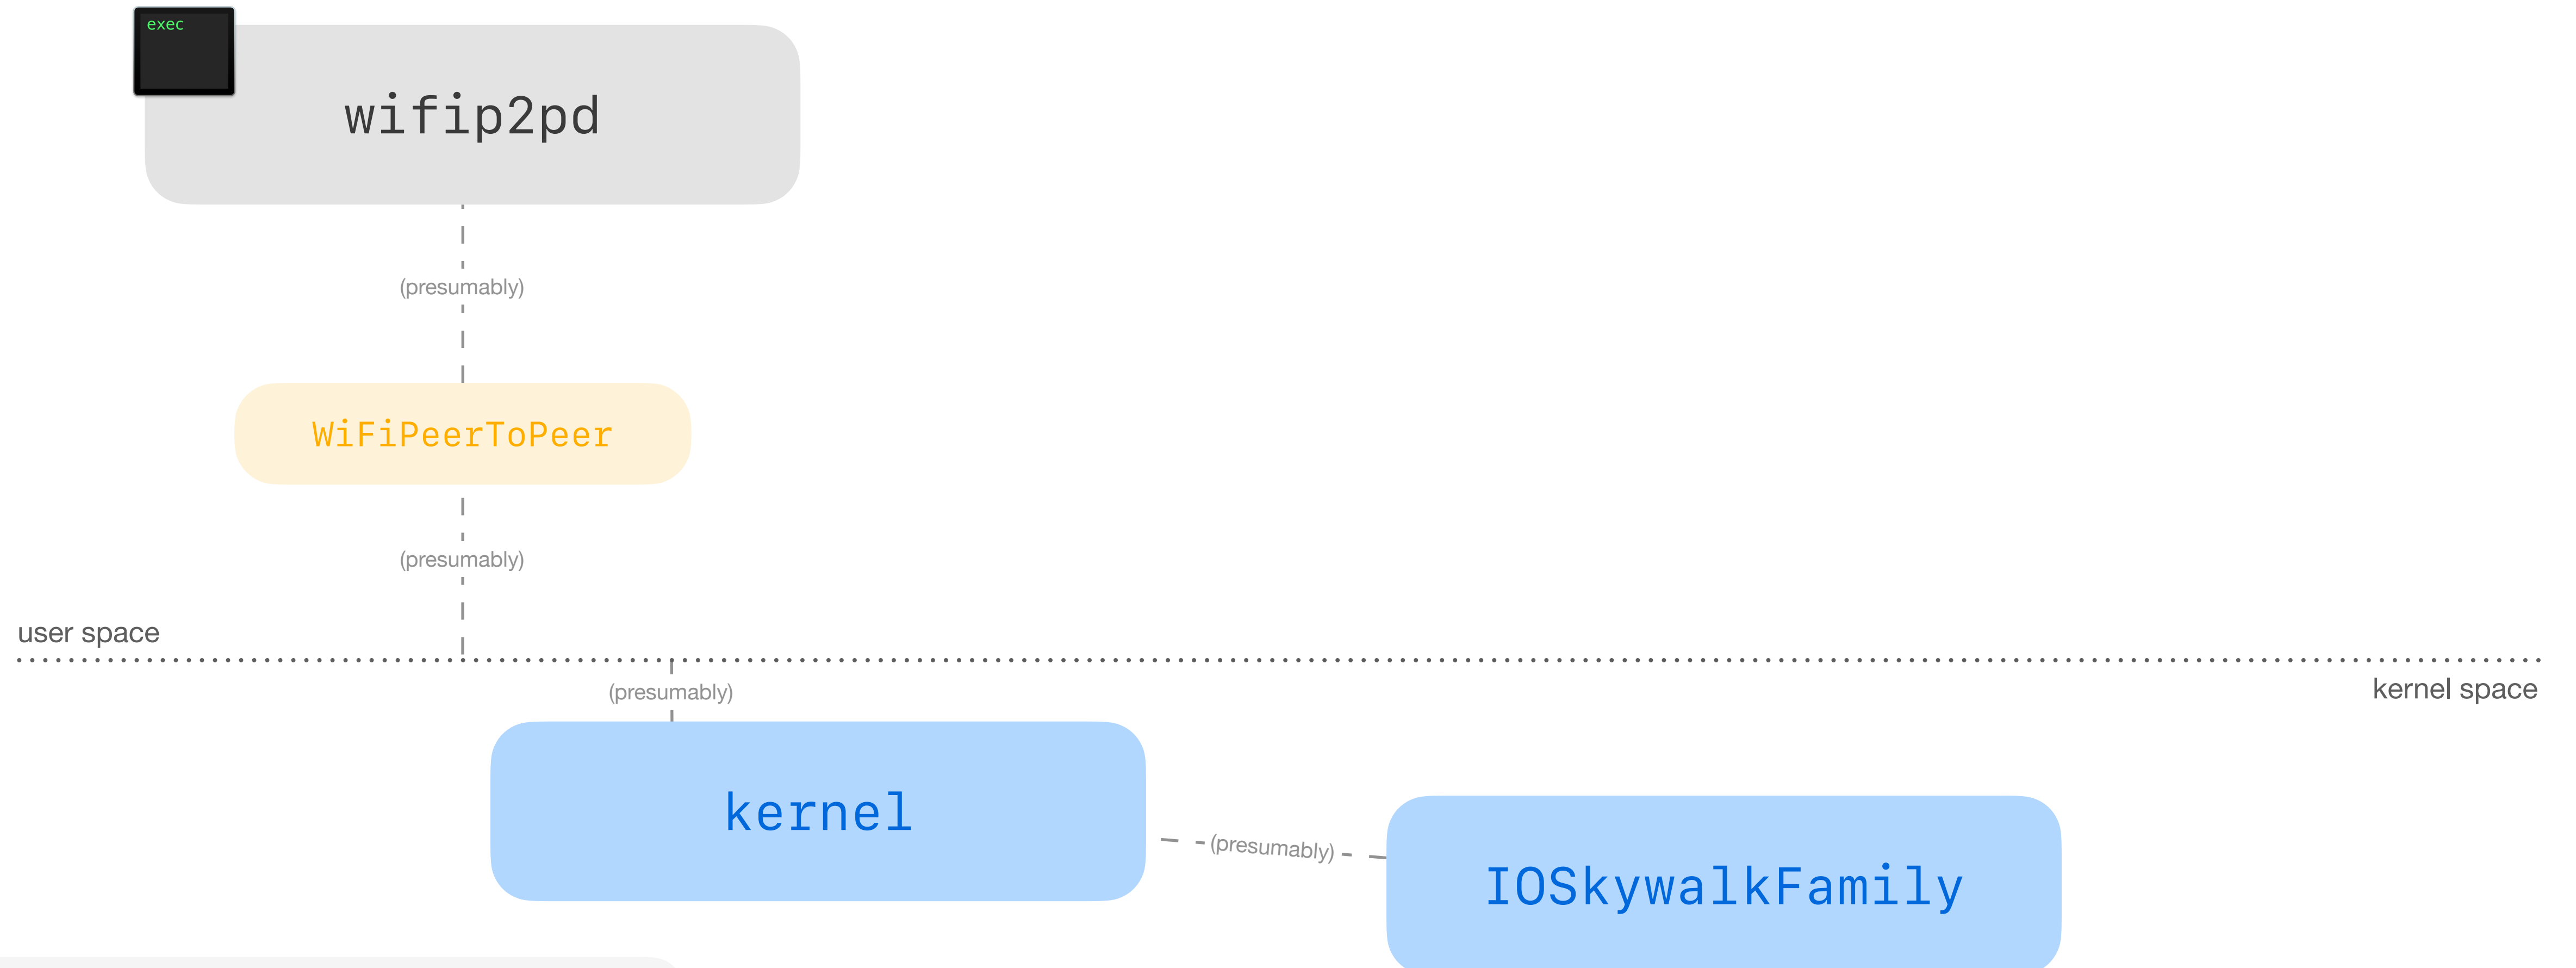 exec
wifip2pd
(presumably)
WiFiPeerToPeer
(presumably)
user space
(presumably)
kernel space
kernel
(presumably)
IOSkywalkFamily